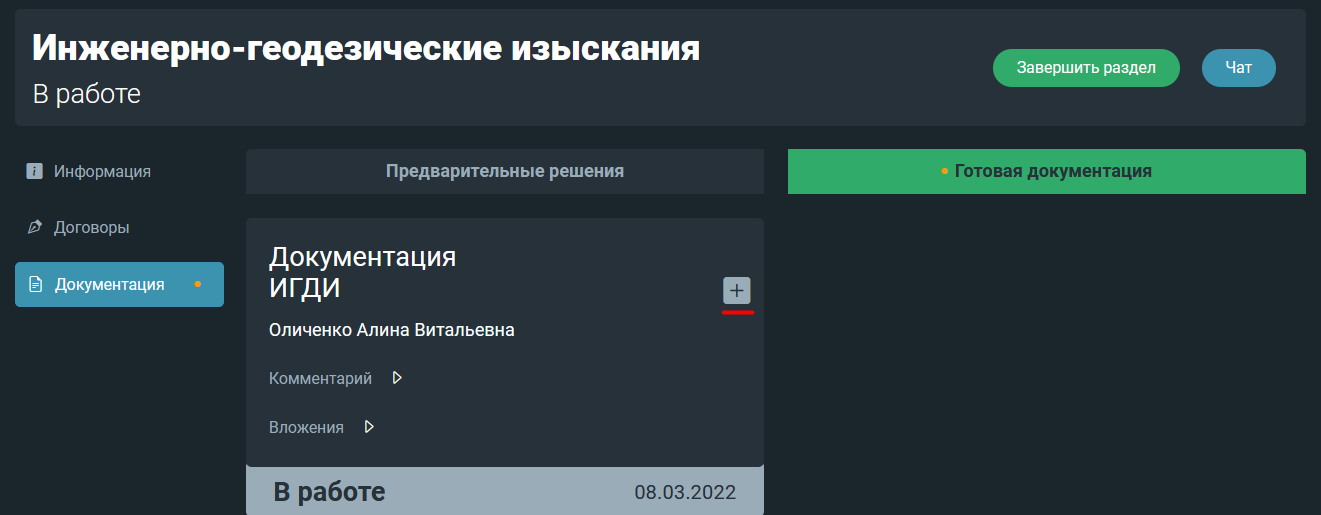 Инженерно-геодезические изыскания
В работе
Завершить раздел
Чат
Информация
Договоры
Документация
Предварительные решения
Готовая документация
Документация
ИГДИ
Оличенко Алина Витальевна
Комментарий
Вложения
В работе
08.03.2022